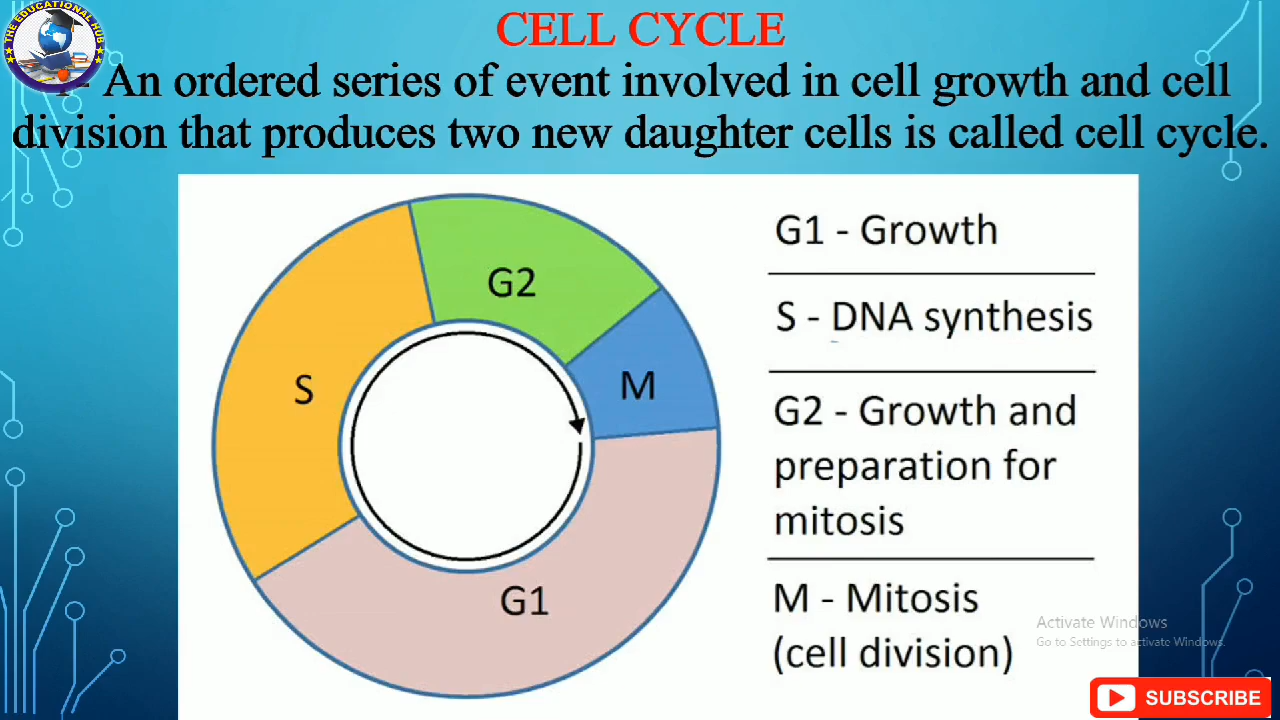 THE EDUCATIONAL HUB
CELL CYCLE
An ordered series of event involved in cell growth and cell
division that produces two new daughter cells is called cell cycle.
G2
S
M
G1
G1 - Growth
S - DNA synthesis
G2 - Growth and
preparation for
mitosis
M - Mitosis
(cell division)
Activate Windows
Go to Settings to activate Windows.
SUBSCRIBE